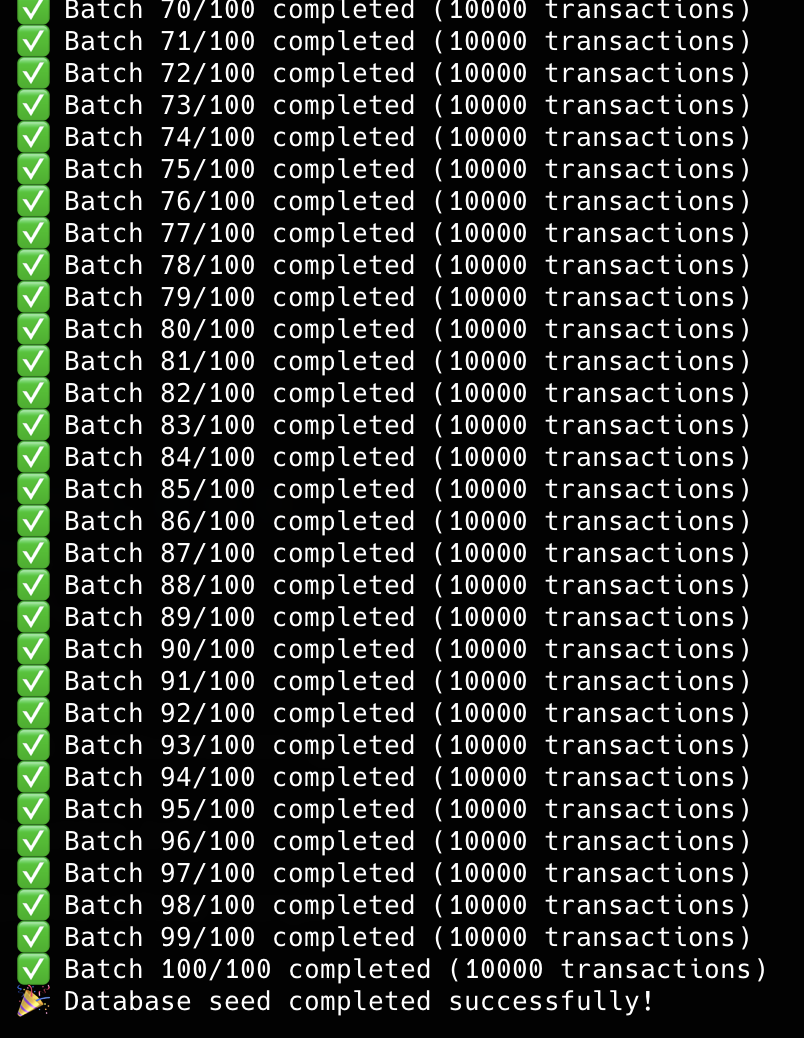 ✅ Batch 70/100 completed (10000 transactions)
✅ Batch 71/100 completed (10000 transactions)
✅ Batch 72/100 completed (10000 transactions)
✅ Batch 73/100 completed (10000 transactions)
✅ Batch 74/100 completed (10000 transactions)
✅ Batch 75/100 completed (10000 transactions)
✅ Batch 76/100 completed (10000 transactions)
✅ Batch 77/100 completed (10000 transactions)
✅ Batch 78/100 completed (10000 transactions)
✅ Batch 79/100 completed (10000 transactions)
✅ Batch 80/100 completed (10000 transactions)
✅ Batch 81/100 completed (10000 transactions)
✅ Batch 82/100 completed (10000 transactions)
✅ Batch 83/100 completed (10000 transactions)
✅ Batch 84/100 completed (10000 transactions)
✅ Batch 85/100 completed (10000 transactions)
✅ Batch 86/100 completed (10000 transactions)
✅ Batch 87/100 completed (10000 transactions)
✅ Batch 88/100 completed (10000 transactions)
✅ Batch 89/100 completed (10000 transactions)
✅ Batch 90/100 completed (10000 transactions)
✅ Batch 91/100 completed (10000 transactions)
✅ Batch 92/100 completed (10000 transactions)
✅ Batch 93/100 completed (10000 transactions)
✅ Batch 94/100 completed (10000 transactions)
✅ Batch 95/100 completed (10000 transactions)
✅ Batch 96/100 completed (10000 transactions)
✅ Batch 97/100 completed (10000 transactions)
✅ Batch 98/100 completed (10000 transactions)
✅ Batch 99/100 completed (10000 transactions)
✅ Batch 100/100 completed (10000 transactions)
🎉 Database seed completed successfully!